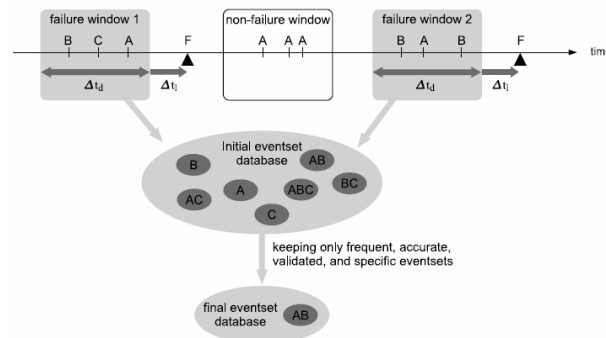 failure window 1
non-failure window
failure window 2
B C A F A A A B A B F
tim
Δtd Δtl Δtd Δtl
Initial eventset
database
B AB
A ABC BC
AC C
keeping only frequent, accurate,
validated, and specific eventsets
final eventset
database
AB